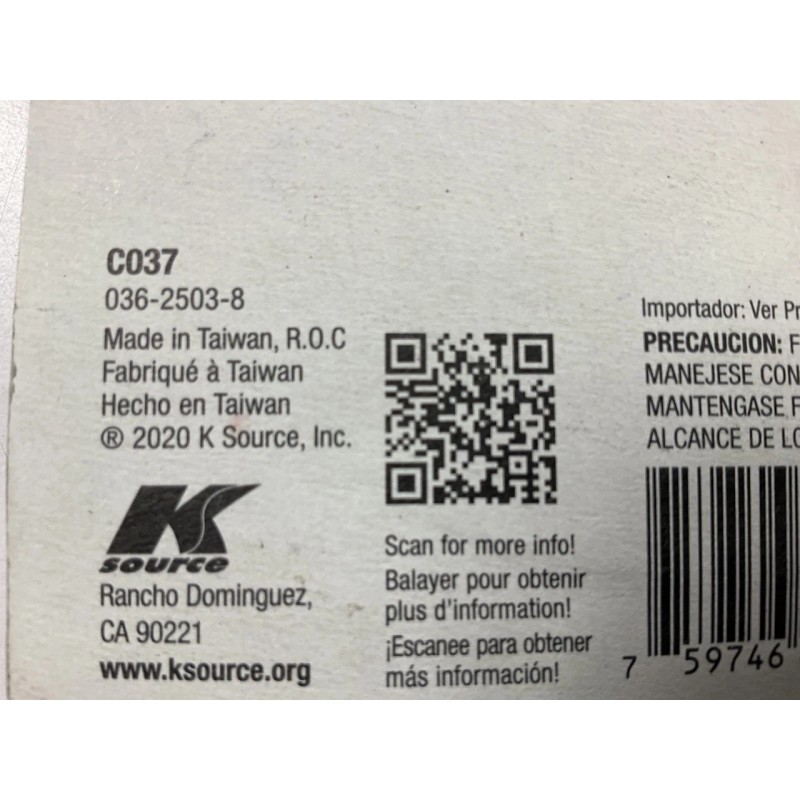 C037
036-2503-8
Made in Taiwan, R.O.C
Fabriqué à Taiwan
Hecho en Taiwan
® 2020 K Source, Inc.
K
source
Rancho Dominguez,
CA 90221
www.ksource.org
Scan for more info!
Balayer pour obtenir
plus d'information!
¡Escanee para obtener
más información!
Importador: Ver
PRECAUCION:
MANEJESE CON
MANTENGASE
ALCANCE DE
7 59746